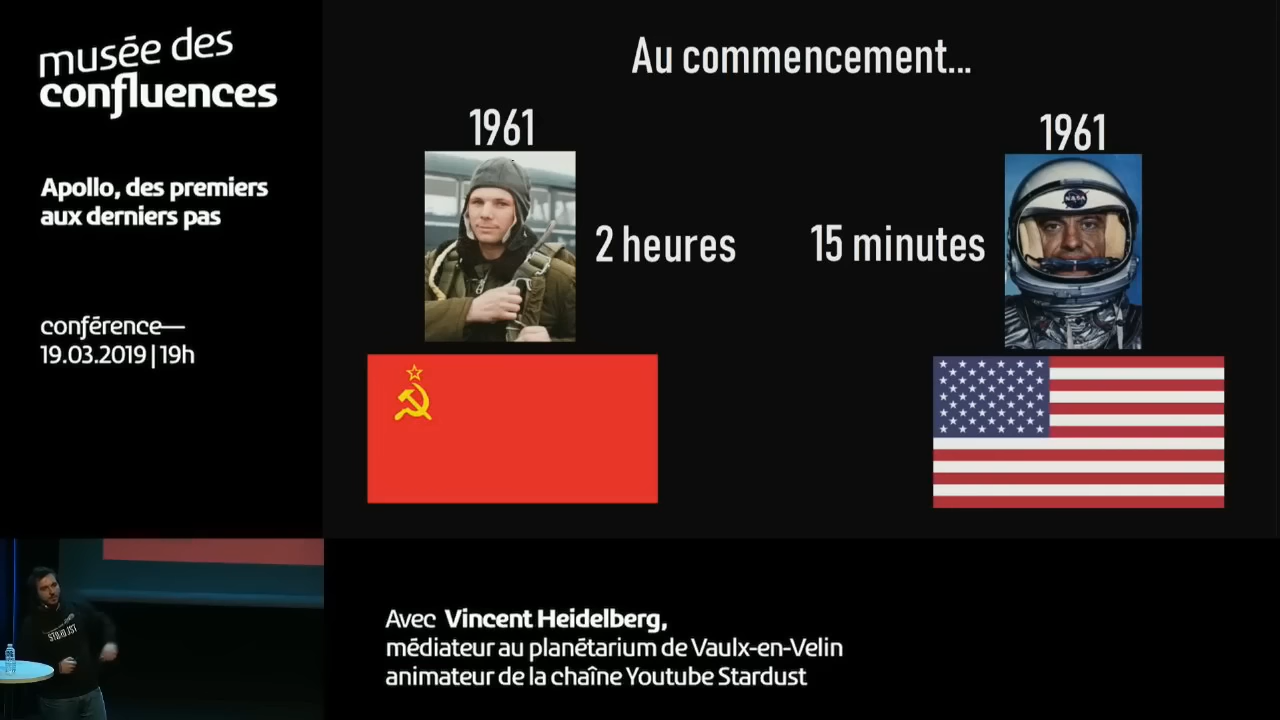 musée des
confluences
Apollo, des premiers
aux derniers pas
conférence—
19.03.2019 | 19h
Au commencement...
1961
2 heures
1961
15 minutes
NASA
Avec Vincent Heidelberg,
médiateur au planétarium de Vaulx-en-Velin
animateur de la chaîne Youtube Stardust